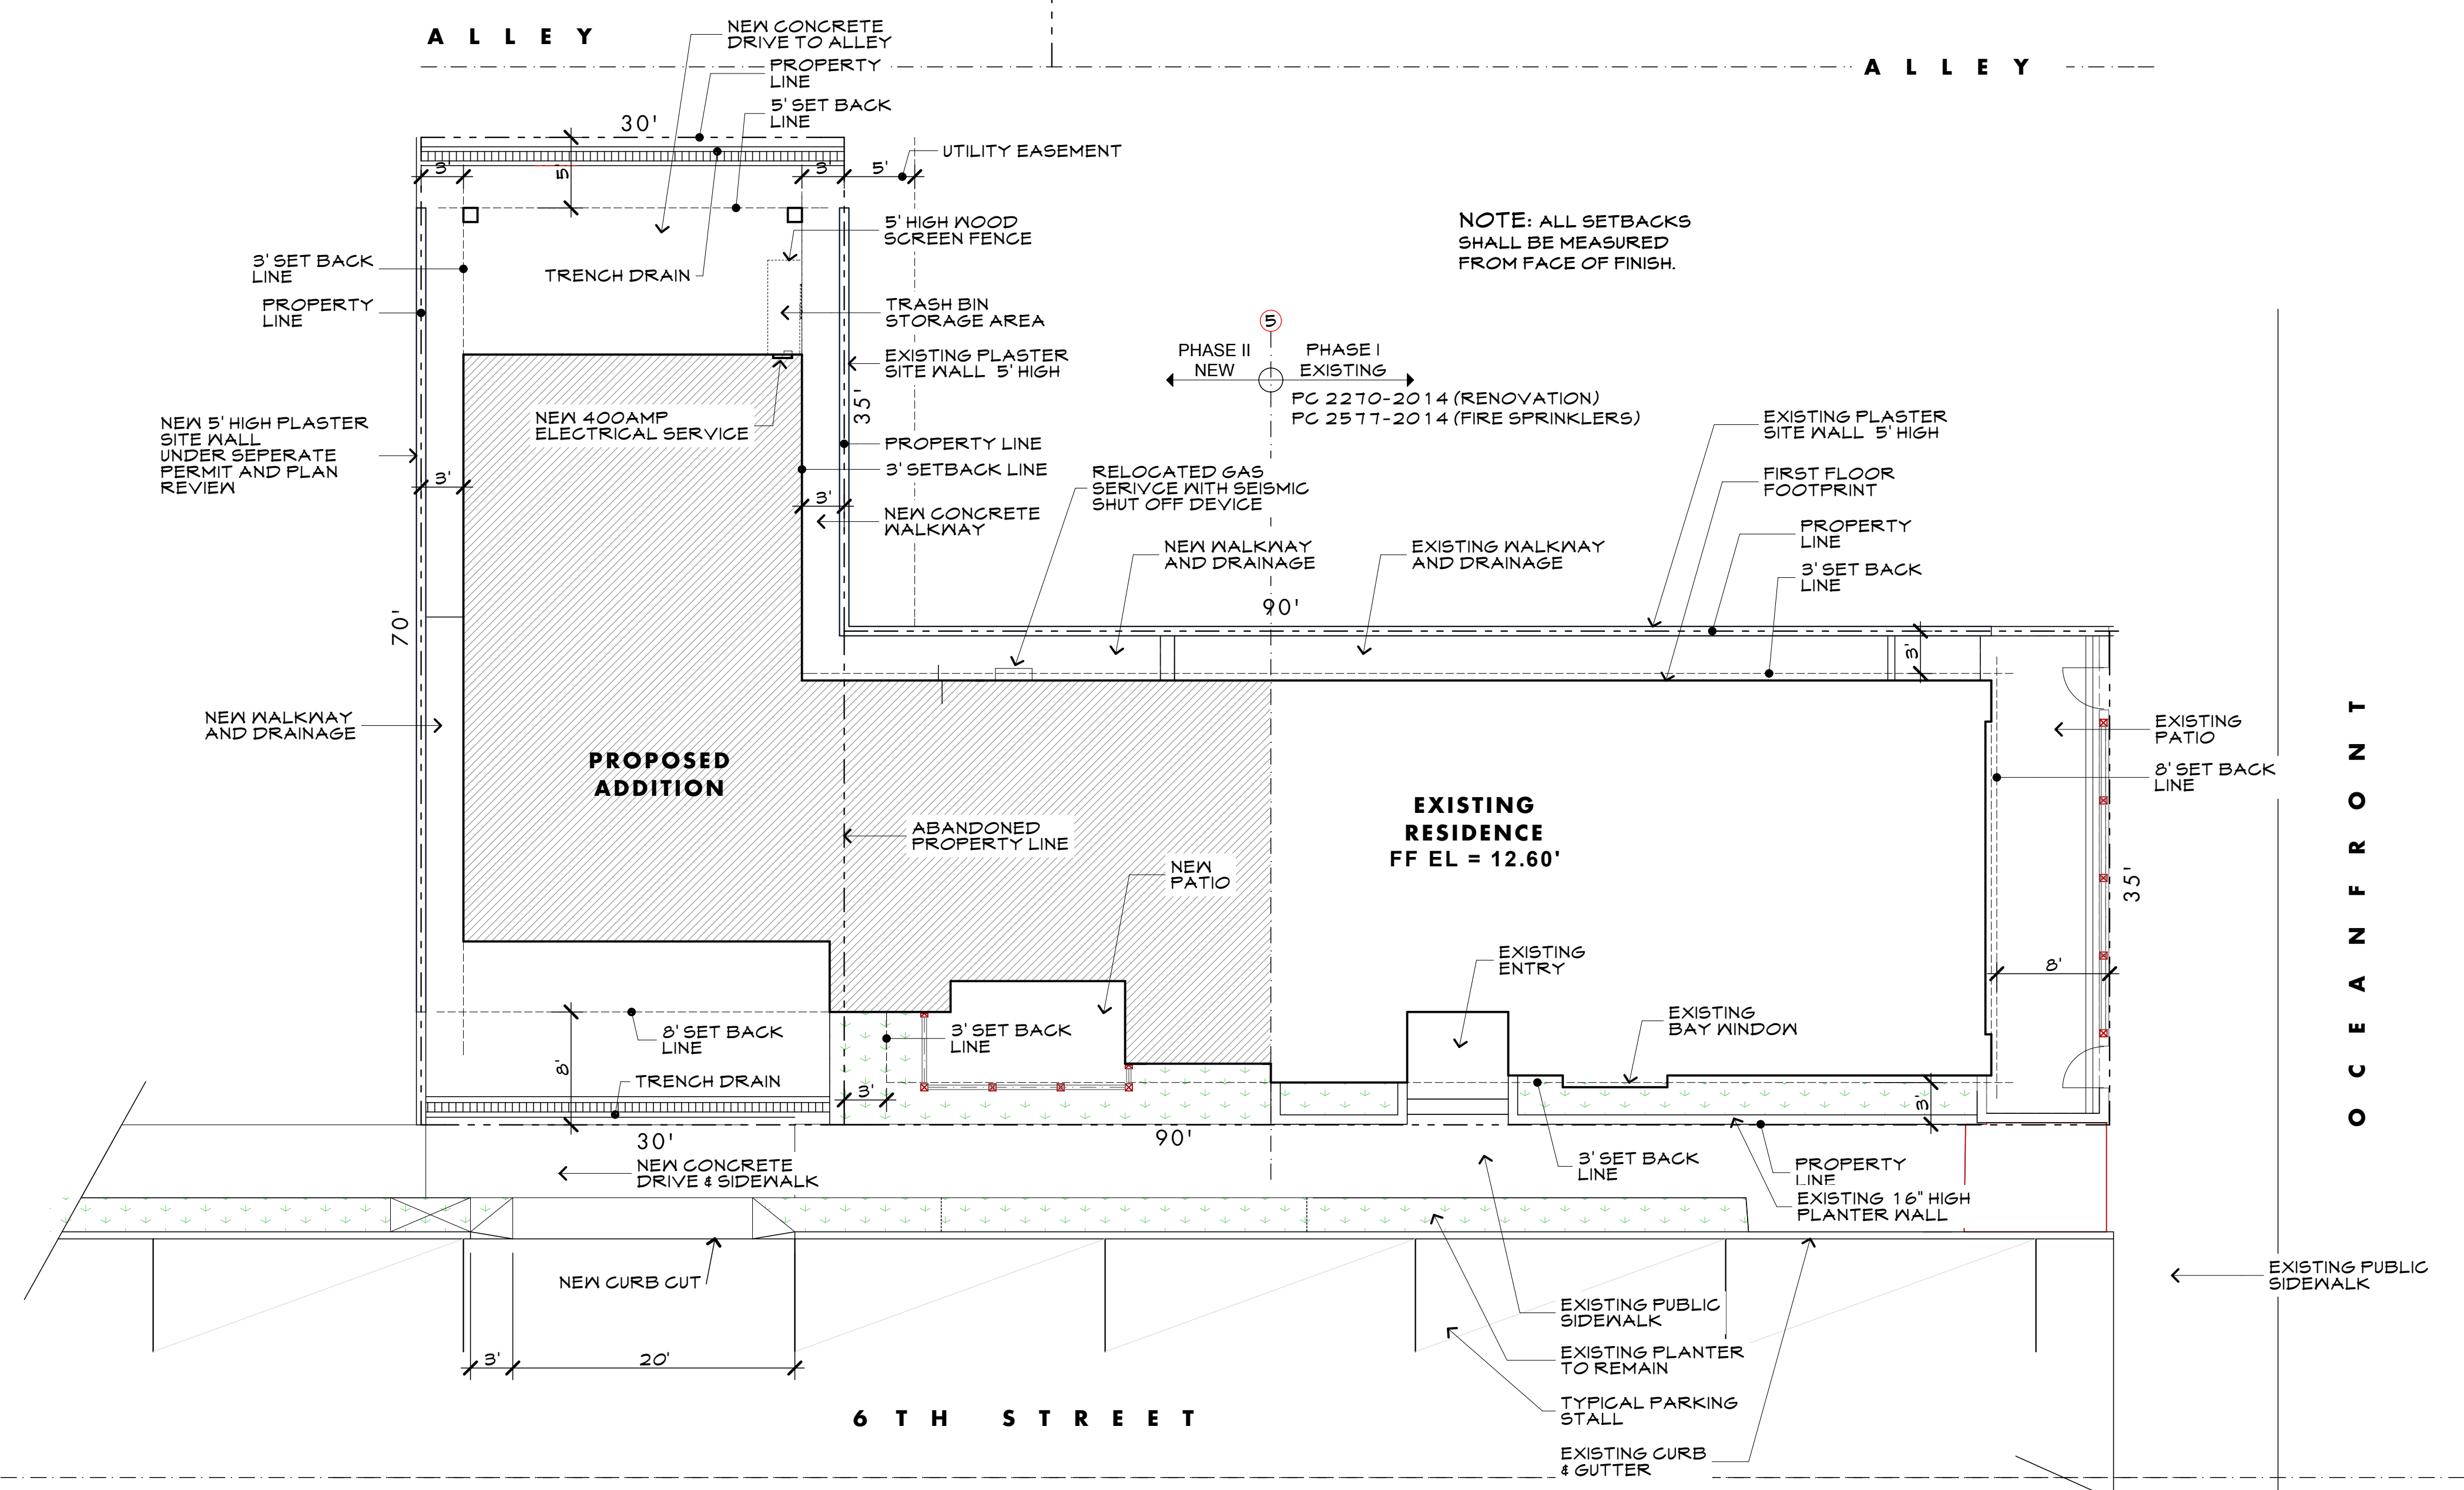 ALLEY
NEW CONCRETE
DRIVE TO ALLEY
PROPERTY
LINE
ALLEY
5' SET BACK
LINE
30'
UTILITY EASEMENT
3'
5'
3'
5'
5' HIGH WOOD
SCREEN FENCE
NOTE: ALL SETBACKS
SHALL BE MEASURED
FROM FACE OF FINISH.
3' SET BACK
LINE
TRENCH DRAIN
PROPERTY
LINE
TRASH BIN
STORAGE AREA
5
PHASE II
NEW
PHASE I
EXISTING
EXISTING PLASTER
SITE WALL 5' HIGH
35'
PC 2270-2014 (RENOVATION)
PC 2577-2014 (FIRE SPRINKLERS)
NEW 400AMP
ELECTRICAL SERVICE
NEW 5' HIGH PLASTER
SITE WALL
UNDER SEPERATE
PERMIT AND PLAN
REVIEW
EXISTING PLASTER
SITE WALL 5' HIGH
PROPERTY LINE
3' SETBACK LINE
3'
3'
RELOCATED GAS
SERIVCE WITH SEISMIC
SHUT OFF DEVICE
FIRST FLOOR
FOOTPRINT
NEW CONCRETE
WALKWAY
PROPERTY
LINE
NEW WALKWAY
AND DRAINAGE
EXISTING WALKWAY
AND DRAINAGE
3' SET BACK
LINE
90'
70'
3'
NEW WALKWAY
AND DRAINAGE
EXISTING
PATIO
8' SET BACK
LINE
PROPOSED
ADDITION
EXISTING
RESIDENCE
FF EL = 12.60'
ABANDONED
PROPERTY LINE
NEW
PATIO
35'
OCEANFRONT
EXISTING
ENTRY
8'
EXISTING
BAY WINDOW
8' SET BACK
LINE
3' SET BACK
LINE
8'
TRENCH DRAIN
3'
3'
30'
90'
NEW CONCRETE
DRIVE & SIDEWALK
3' SET BACK
LINE
PROPERTY
LINE
EXISTING 16" HIGH
PLANTER WALL
NEW CURB CUT
EXISTING PUBLIC
SIDEWALK
EXISTING PUBLIC
SIDEWALK
EXISTING PLANTER
TO REMAIN
3'
20'
TYPICAL PARKING
STALL
6TH STREET
EXISTING CURB
& GUTTER